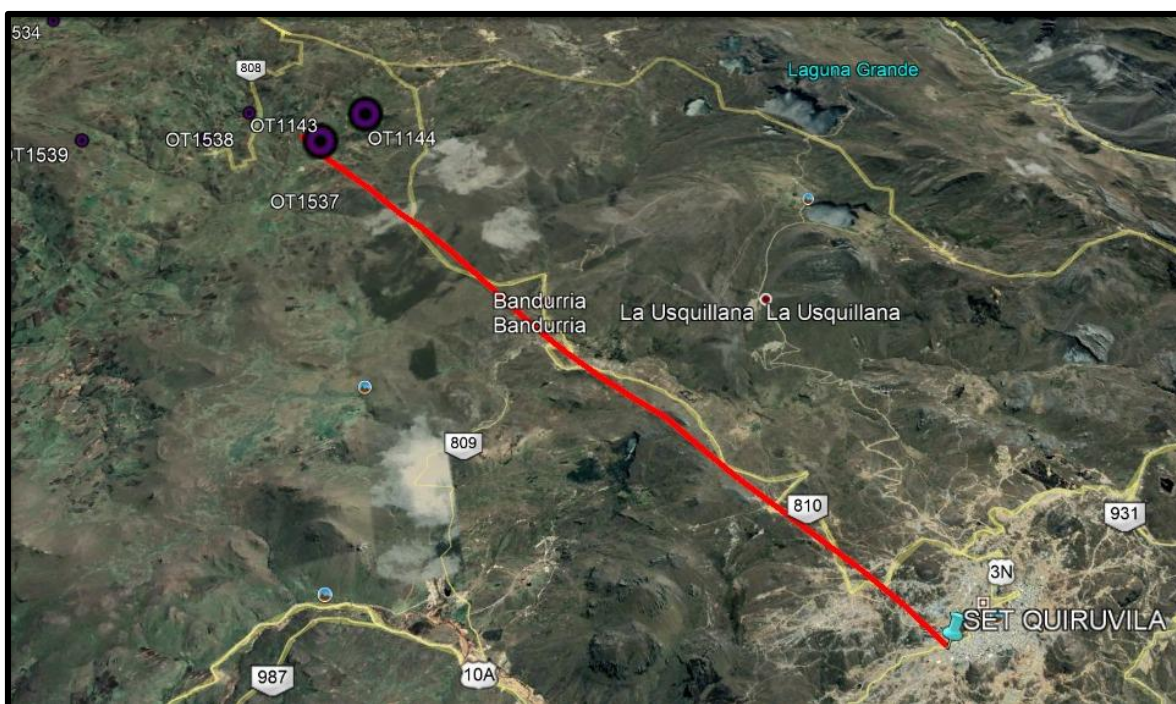 534
808
Laguna Grande
OT1538
OT1143
OT1144
OT1539
OT1537
Bandurria
Bandurria
La Usquillana La Usquillana
809
810
931
3N
SET QUIRUVILA
987
10A